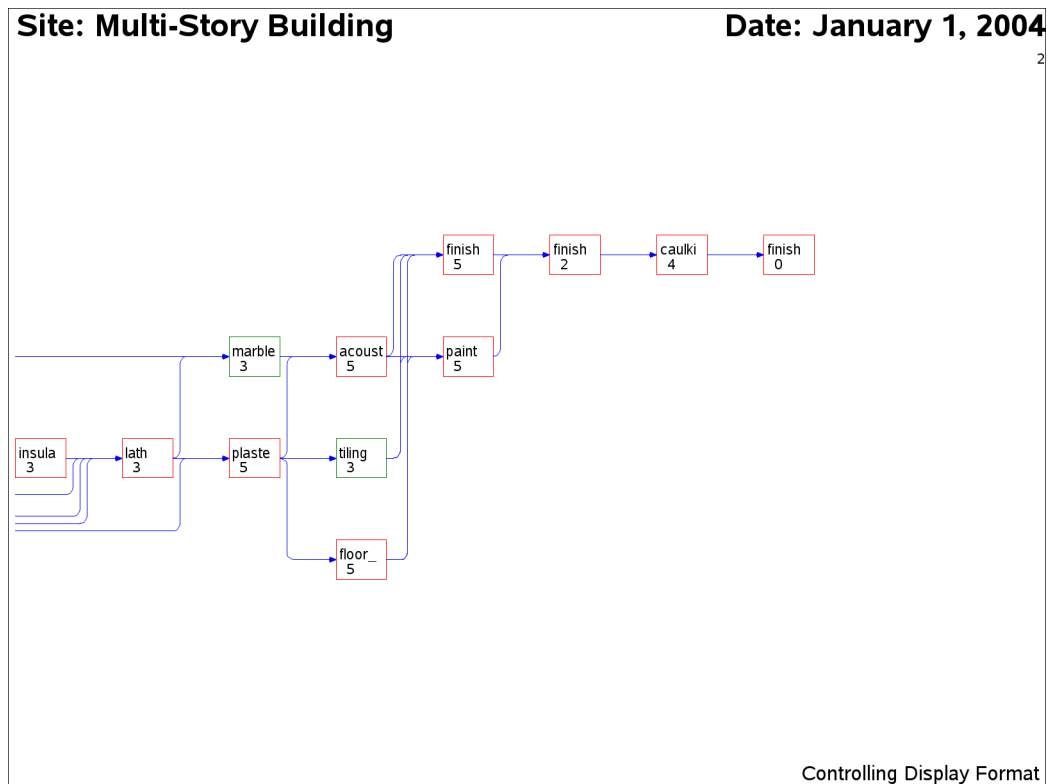 Site: Multi-Story Building
Date: January 1, 2004
2
finish
5
finish
2
caulki
4
finish
0
marble
3
acoust
5
paint
5
insula
3
lath
3
plaste
5
tiling
3
floor_
5
Controlling Display Format